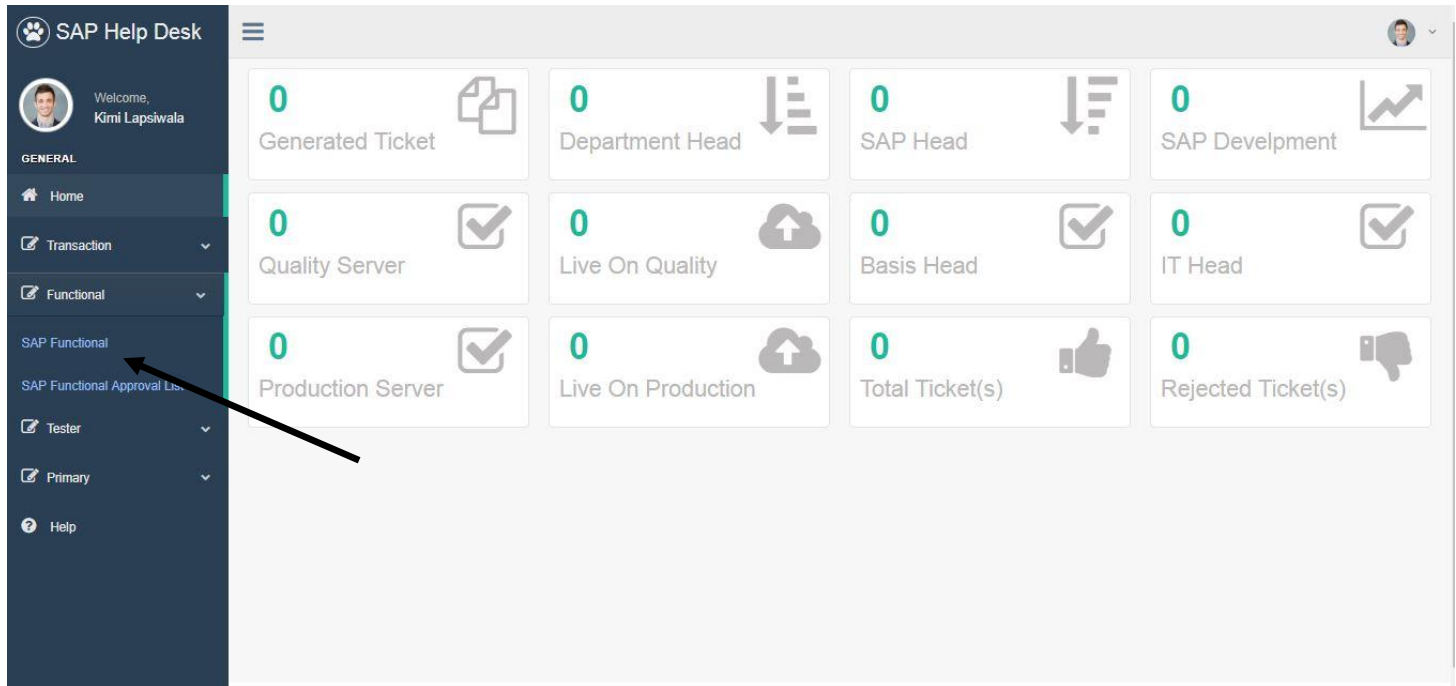 SAP Help Desk
Welcome,
Kimi Lapsiwala
GENERAL
Home
Transaction
Functional
SAP Functional
SAP Functional Approval List
Tester
Primary
Help
0
Generated Ticket
0
Department Head
0
SAP Head
0
SAP Develpment
0
Quality Server
0
Live On Quality
0
Basis Head
0
IT Head
0
Production Server
0
Live On Production
0
Total Ticket(s)
0
Rejected Ticket(s)